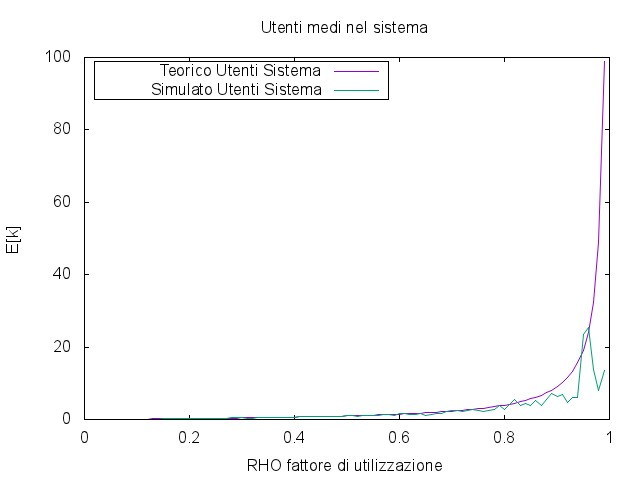 Utenti medi nel sistema
Teorico Utenti Sistema
Simulato Utenti Sistema
100
80
60
40
20
0
E[k]
0 0.2 0.4 0.6 0.8 1
RHO fattore di utilizzazione